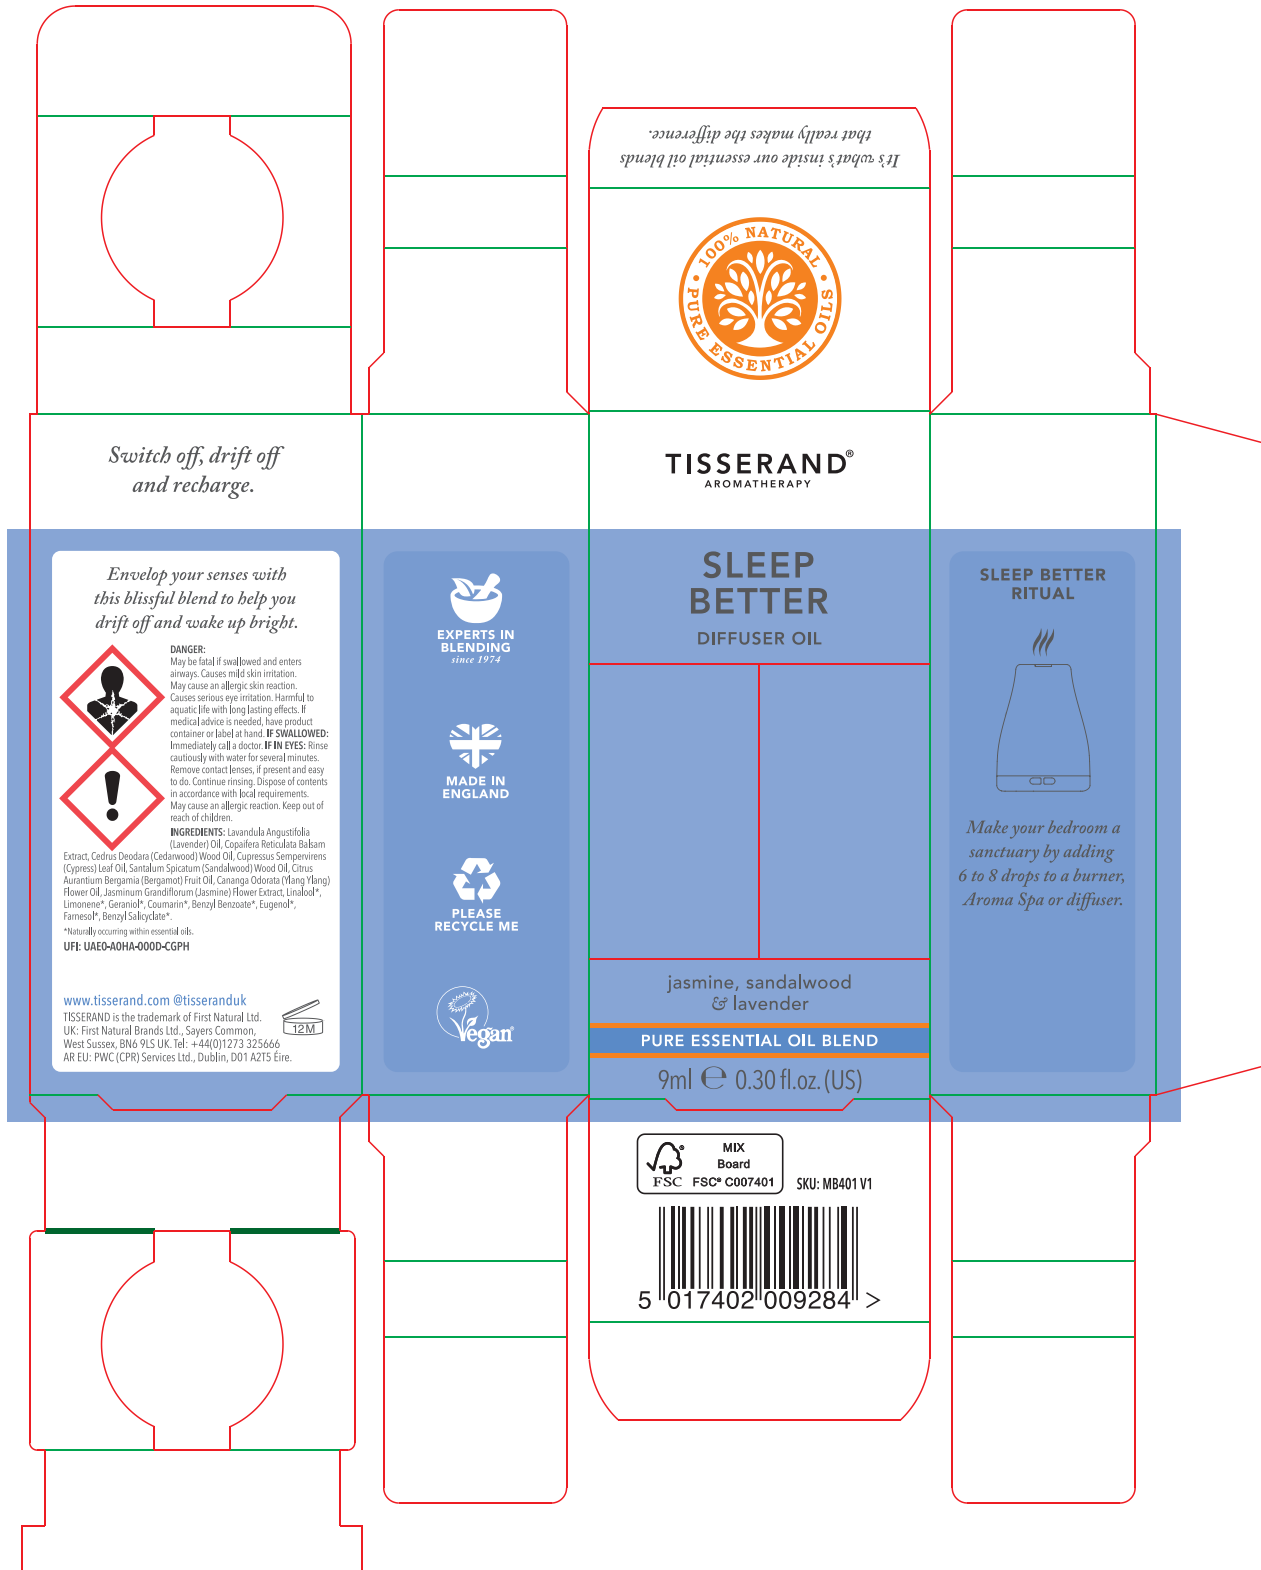 It's what's inside our essential oil blends
that really makes the difference.
• 100% NATURAL •
PURE ESSENTIAL OILS
Switch off, drift off
and recharge.
Envelop your senses with
this blissful blend to help you
drift off and wake up bright.
DANGER:
May be fatal if swallowed and enters
airways. Causes mild skin irritation.
May cause an allergic skin reaction.
Causes serious eye irritation. Harmful to
aquatic life with long lasting effects. If
medical advice is needed, have product
container or label at hand. IF SWALLOWED:
Immediately call a doctor. IF IN EYES: Rinse
cautiously with water for several minutes.
Remove contact lenses, if present and easy
to do. Continue rinsing. Dispose of contents
in accordance with local requirements.
May cause an allergic reaction. Keep out of
reach of children.
INGREDIENTS: Lavandula Angustifolia
(Lavender) Oil, Copaifera Reticulata Balsam
Extract, Cedrus Deodara (Cedarwood) Wood Oil, Cupressus Sempervirens
(Cypress) Leaf Oil, Santalum Spicatum (Sandalwood) Wood Oil, Citrus
Aurantium Bergamia (Bergamot) Fruit Oil, Cananga Odorata (Ylang Ylang)
Flower Oil, Jasminum Grandiflorum (Jasmine) Flower Extract, Linalool*,
Limonene*, Geraniol*, Coumarin*, Benzyl Benzoate*, Eugenol*,
Farnesol*, Benzyl Salicyclate*.
*Naturally occurring within essential oils.
UFI: UAE0-A0HA-000D-CGPH
www.tisserand.com @tisseranduk
TISSERAND is the trademark of First Natural Ltd.
UK: First Natural Brands Ltd., Sayers Common,
West Sussex, BN6 9LS UK. Tel: +44(0)1273 325666
AR EU: PWC (CPR) Services Ltd., Dublin, D01 A2T5 Éire.
12M
EXPERTS IN
BLENDING
since 1974
MADE IN
ENGLAND
PLEASE
RECYCLE ME
Vegan®
TISSERAND®
AROMATHERAPY
SLEEP
BETTER
DIFFUSER OIL
jasmine, sandalwood
& lavender
PURE ESSENTIAL OIL BLEND
9ml ℮ 0.30 fl.oz. (US)
SLEEP BETTER
RITUAL
Make your bedroom a
sanctuary by adding
6 to 8 drops to a burner,
Aroma Spa or diffuser.
FSC
MIX
Board
FSC® C007401
SKU: MB401 V1
5 017402 009284 >